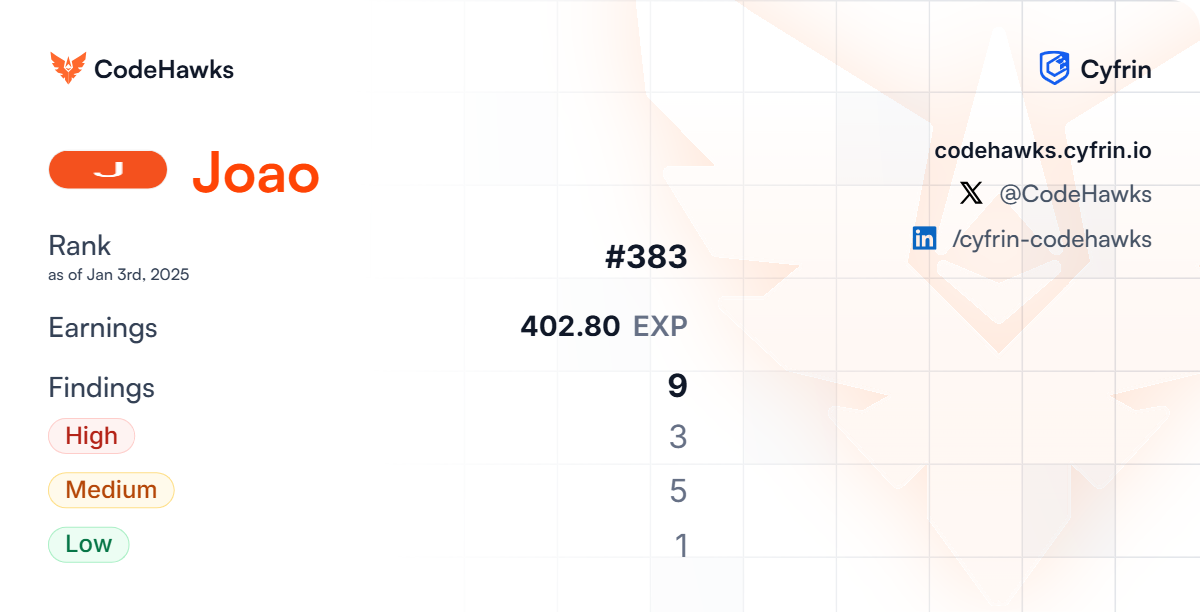 CodeHawks
Cyfrin
J Joao
codehawks.cyfrin.io
@CodeHawks
/cyfrin-codehawks
Rank
as of Jan 3rd, 2025
#383
Earnings
402.80 EXP
Findings
9
High
3
Medium
5
Low
1